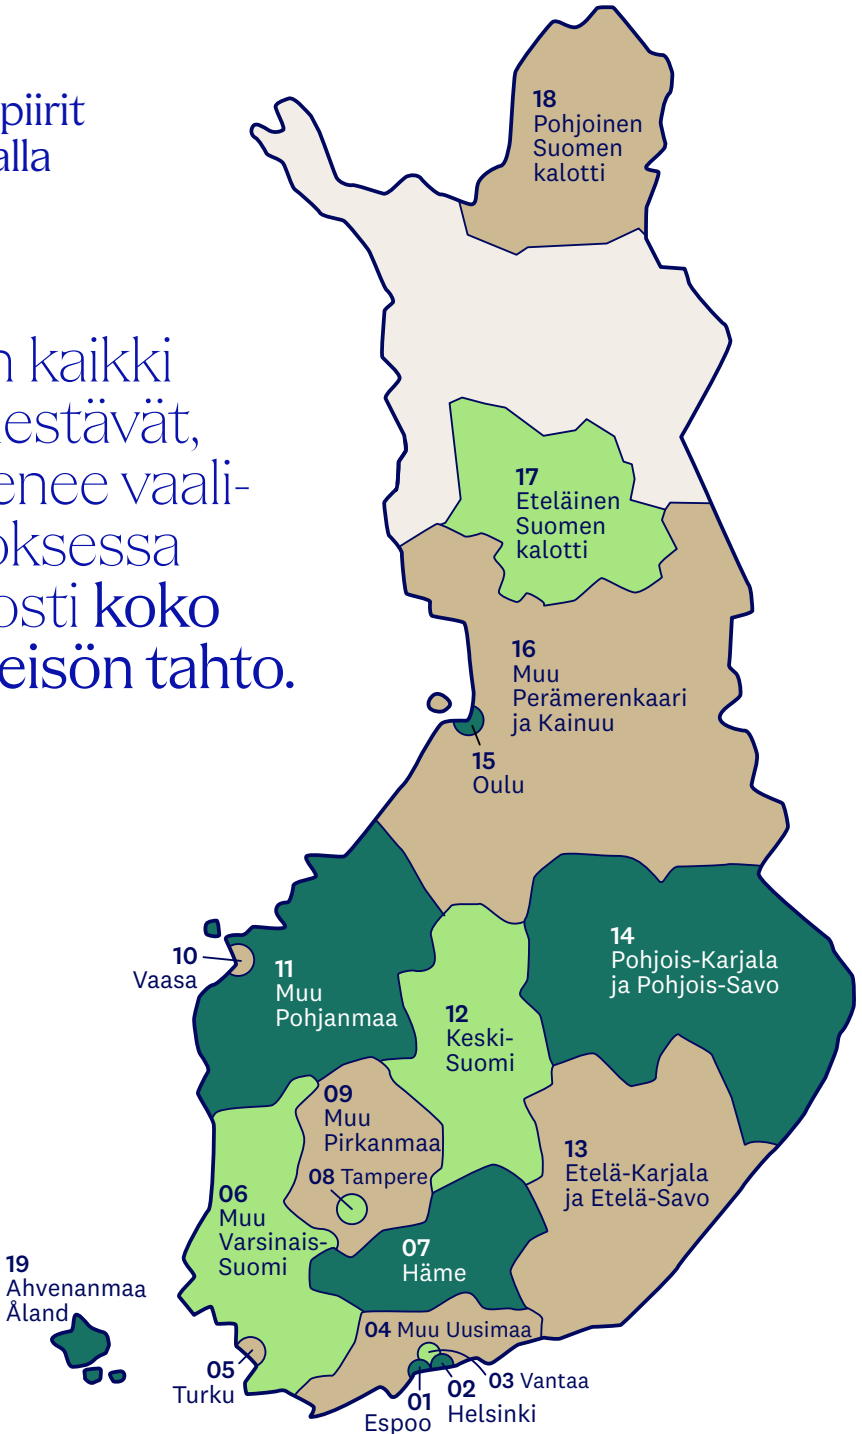 piirit
alla
n kaikki
estävät,
enee vaali-
oksessa
osti koko
eisön tahto.
18
Pohjoinen
Suomen
kalotti
17
Eteläinen
Suomen
kalotti
16
Muu
Perämerenkaari
ja Kainuu
15
Oulu
14
Pohjois-Karjala
ja Pohjois-Savo
10
Vaasa
11
Muu
Pohjanmaa
12
Keski-
Suomi
09
Muu
Pirkanmaa
08 Tampere
13
Etelä-Karjala
ja Etelä-Savo
06
Muu
Varsinais-
Suomi
07
Häme
19
Ahvenanmaa
Åland
04 Muu Uusimaa
05
Turku
03 Vantaa
02
Helsinki
01
Espoo